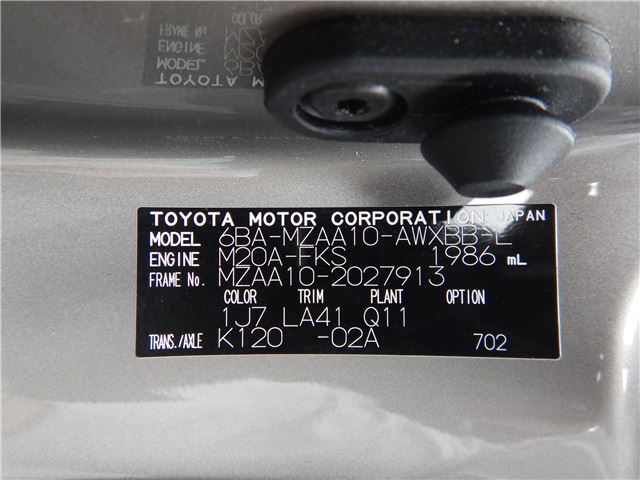 TOYOTA MOTOR CORPORATION JAPAN
MODEL 6BA-MZAA10-AWXBB-L
ENGINE M20A-FKS 1986 mL
FRAME No. MZAA10-2027913
COLOR TRIM PLANT OPTION
1J7 LA41 Q11
TRANS./AXLE K120 -02A 702